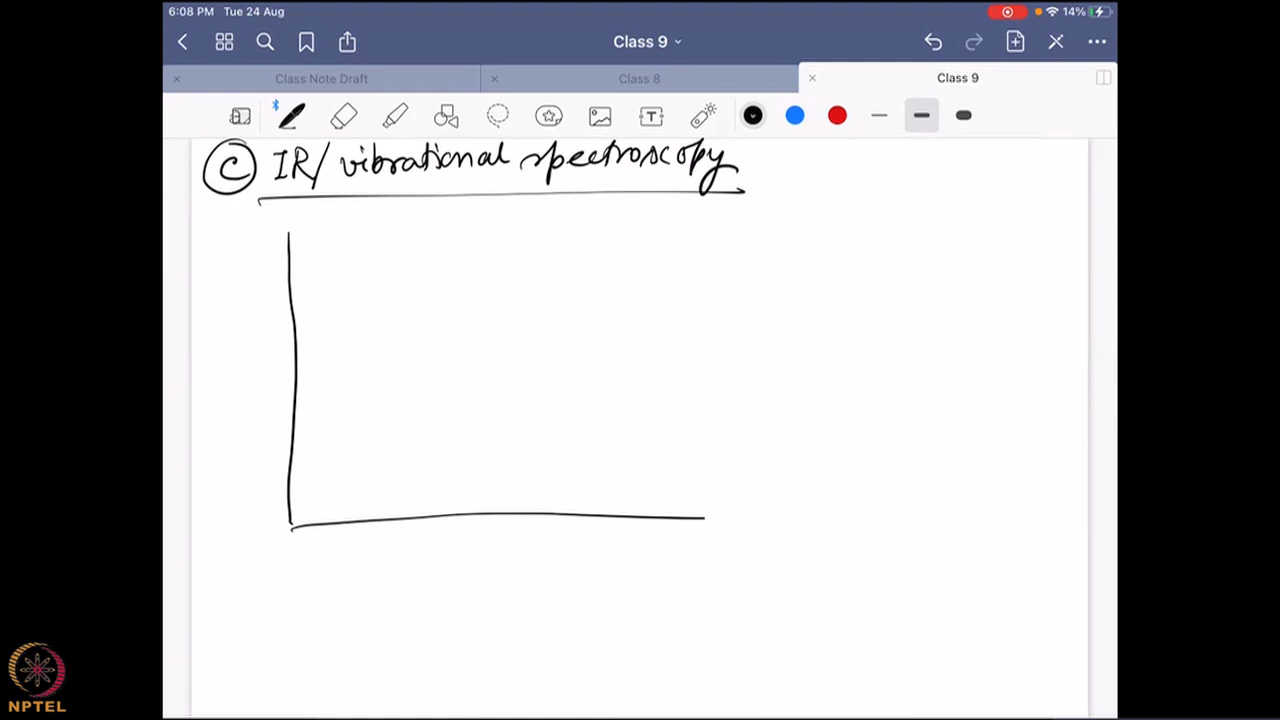 6:08 PM Tue 24 Aug 14%
Class 9
Class Note Draft Class 8 Class 9
T
C IR/ vibrational spectroscopy
NPTEL